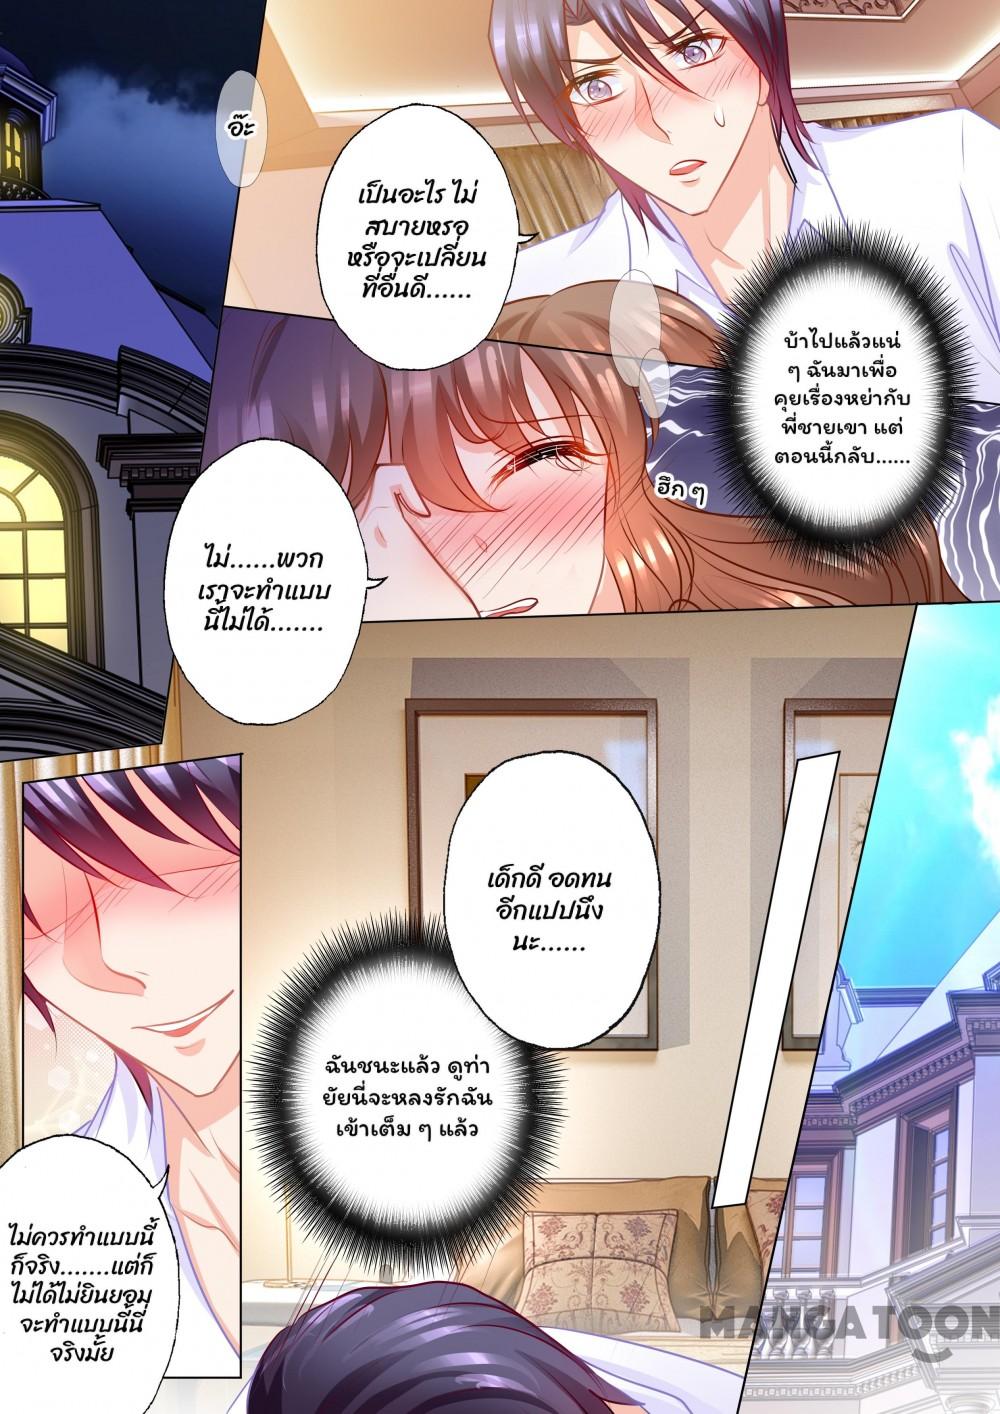 อ๊ะ
เป็นอะไร ไม่
สบายหรอ
หรือจะเปลี่ยน
ที่อื่นดี......
บ้าไปแล้วแน่
ๆ ฉันมาเพื่อ
คุยเรื่องหย่ากับ
พี่ชายเขา แต่
ตอนนี้กลับ......
ฮึก ๆ
ไม่......พวก
เราจะทำแบบ
นี้ไม่ได้.......
เด็กดี อดทน
อีกแปปนึง
นะ......
ฉันชนะแล้ว ดูท่า
ยัยนี่จะหลงรักฉัน
เข้าเต็ม ๆ แล้ว
ไม่ควรทำแบบนี้
ก็จริง.......แต่ก็
ไม่ได้ไม่ยินยอม
จะทำแบบนี้นี่
จริงมั้ย
MANGATOON